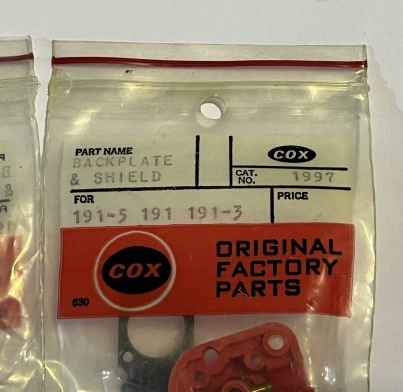 PART NAME
BACKPLATE
& SHIELD
COX
CAT.
NO. 1997
FOR
191-5 191 191-3
PRICE
COX
ORIGINAL
FACTORY
PARTS
630